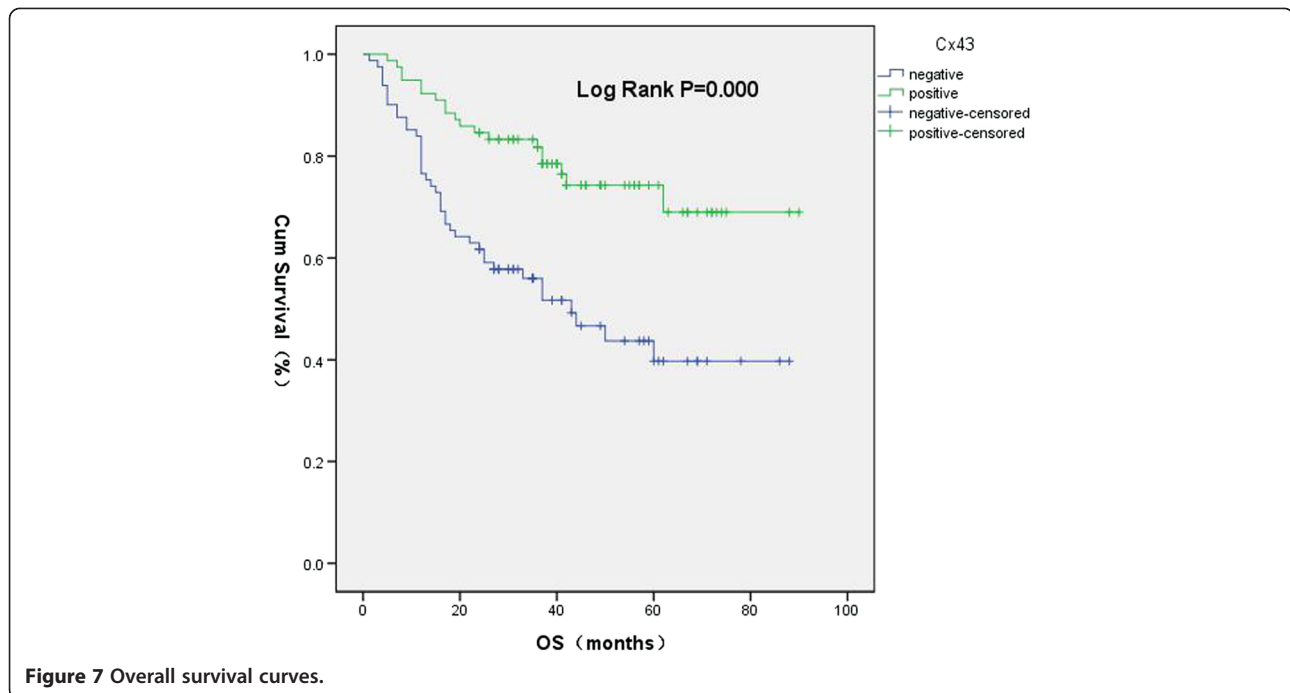 Cx43
negative
positive
negative-censored
positive-censored
Log Rank P=0.000
1.0
0.8
0.6
0.4
0.2
0.0
Cum Survival (%)
0 20 40 60 80 100
OS (months)
Figure 7 Overall survival curves.